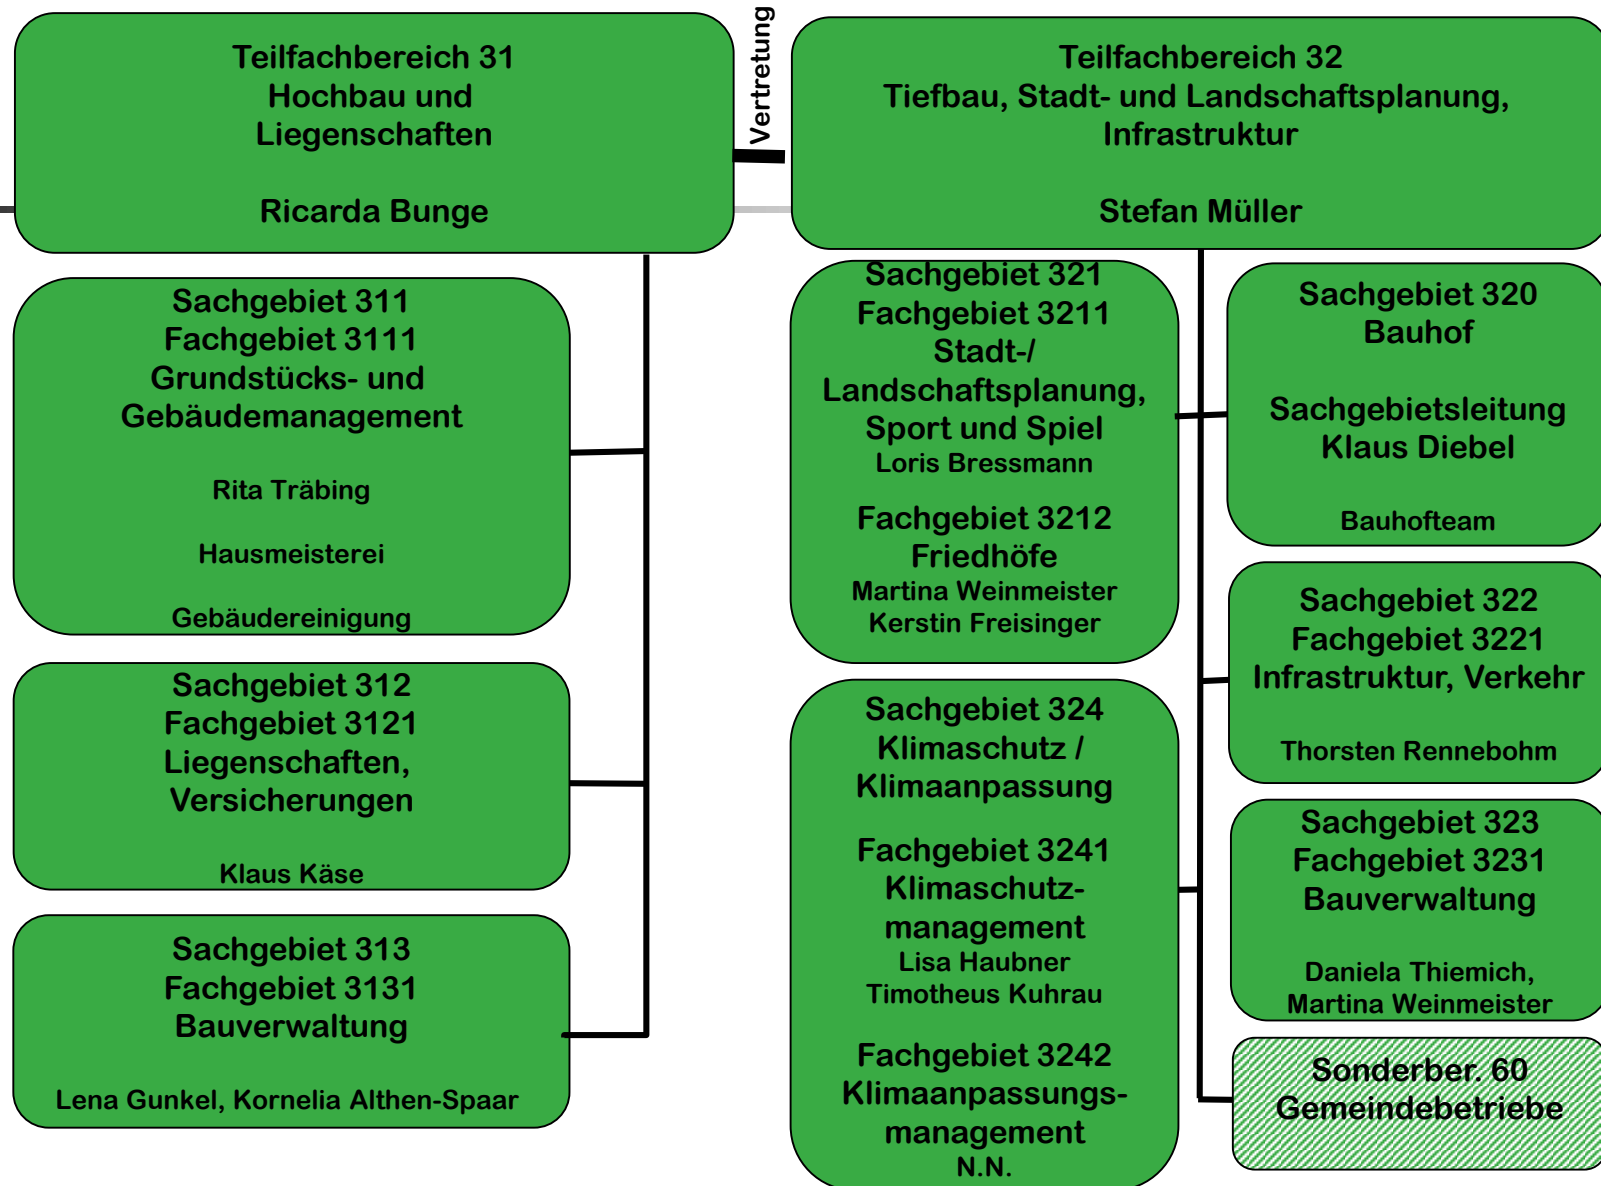 Teilfachbereich 31
Hochbau und
Liegenschaften
Ricarda Bunge
Vertretung
Teilfachbereich 32
Tiefbau, Stadt- und Landschaftsplanung,
Infrastruktur
Stefan Müller
Sachgebiet 311
Fachgebiet 3111
Grundstücks- und
Gebäudemanagement
Rita Träbing
Hausmeisterei
Gebäudereinigung
Sachgebiet 312
Fachgebiet 3121
Liegenschaften,
Versicherungen
Klaus Käse
Sachgebiet 313
Fachgebiet 3131
Bauverwaltung
Lena Gunkel, Kornelia Althen-Spaar
Sachgebiet 321
Fachgebiet 3211
Stadt-/
Landschaftsplanung,
Sport und Spiel
Loris Bressmann
Fachgebiet 3212
Friedhöfe
Martina Weinmeister
Kerstin Freisinger
Sachgebiet 324
Klimaschutz /
Klimaanpassung
Fachgebiet 3241
Klimaschutz-
management
Lisa Haubner
Timotheus Kuhrau
Fachgebiet 3242
Klimaanpassungs-
management
N.N.
Sachgebiet 320
Bauhof
Sachgebietsleitung
Klaus Diebel
Bauhofteam
Sachgebiet 322
Fachgebiet 3221
Infrastruktur, Verkehr
Thorsten Rennebohm
Sachgebiet 323
Fachgebiet 3231
Bauverwaltung
Daniela Thiemich,
Martina Weinmeister
Sonderber. 60
Gemeindebetriebe